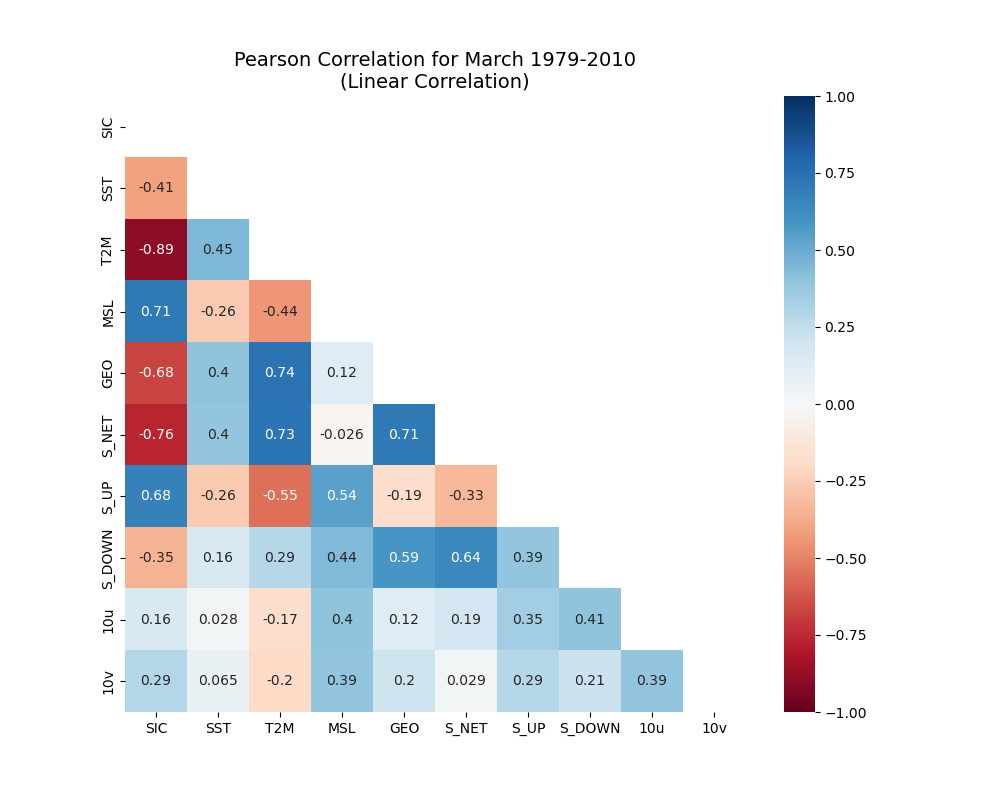 Pearson Correlation for March 1979-2010
(Linear Correlation)
SIC
SST -0.41
T2M -0.89 0.45
MSL 0.71 -0.26 -0.44
GEO -0.68 0.4 0.74 0.12
S_NET -0.76 0.4 0.73 -0.026 0.71
S_UP 0.68 -0.26 -0.55 0.54 -0.19 -0.33
S_DOWN -0.35 0.16 0.29 0.44 0.59 0.64 0.39
10u 0.16 0.028 -0.17 0.4 0.12 0.19 0.35 0.41
10v 0.29 0.065 -0.2 0.39 0.2 0.029 0.29 0.21 0.39
SIC SST T2M MSL GEO S_NET S_UP S_DOWN 10u 10v
1.00
0.75
0.50
0.25
0.00
−0.25
−0.50
−0.75
−1.00